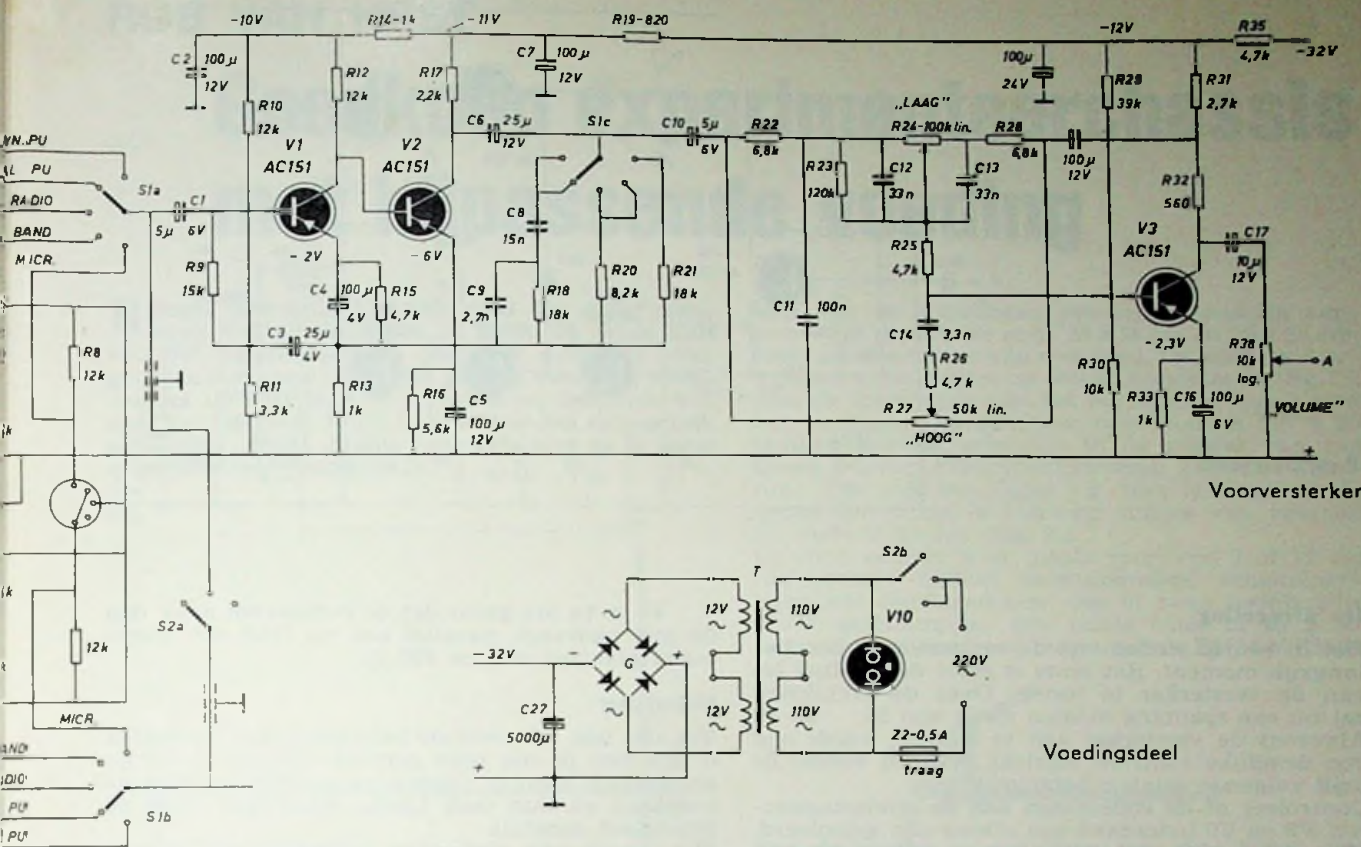 -10V
R14-14
-11V
R19-820
-12V
R35
4,7k
-32V
C2
100µ
12V
R12
12k
R17
2,2k
C7
100µ
12V
100µ
24V
R29
39k
R31
2,7k
R10
12k
C6
25µ
12V
S1c
C10
5µ
6V
R22
6,8k
„LAAG"
R24-100k lin.
R28
6,8k
100µ
12V
V1
AC151
V2
AC151
PU
PU
RADIO
BAND
MICR.
S1a
C1
5µ
6V
R23
120k
C12
33n
C13
33n
R32
560
V3
AC151
C17
10µ
12V
C8
15n
R9
15k
-2V
-6V
C4
100µ
4V
R15
4,7k
C9
2,7n
R18
18k
R20
8,2k
R21
18k
R25
4,7k
C11
100n
C14
3,3n
-2,3V
C3
25µ
4V
R8
12k
R11
3,3k
R13
1k
R16
5,6k
C5
100µ
12V
R26
4,7k
R27
50k lin.
„HOOG"
R30
10k
R33
1k
C16
100µ
6V
R38
10k
log.
A
„VOLUME"
+
Voorversterker
S2a
12k
MICR.
PU
PU
S1b
S2b
T
12V
~
110V
~
V10
-32V
-
G
+
~
~
220V
~
C27
5000µ
12V
~
110V
~
Z2-0,5A
traag
+
Voedingsdeel